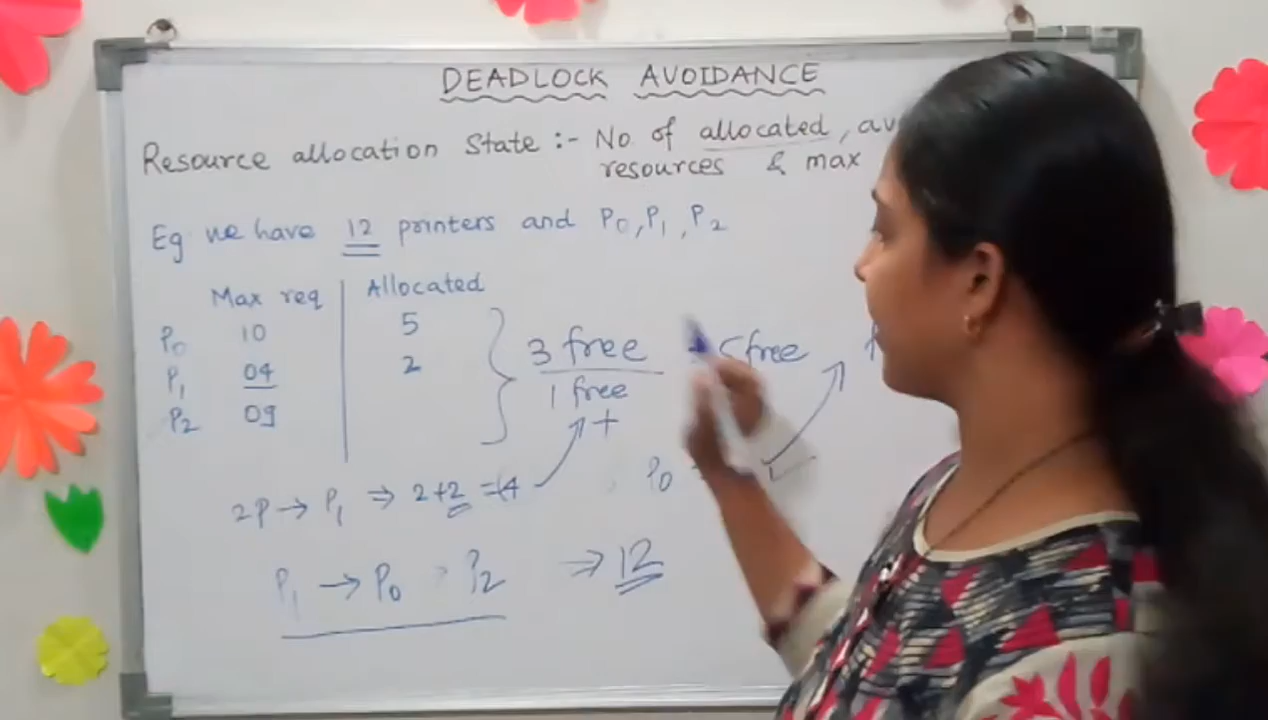 DEADLOCK AVOIDANCE
Resource allocation State :- No. of allocated, av
resources & max
Eg we have 12 printers and P0, P1, P2
Max req Allocated
P0 10 5
P1 04 2
P2 09
3 free
1 free
+
5 free
2P → P1 ⇒ 2+2 = 4
P0
P1 → P0 P2 ⇒ 12